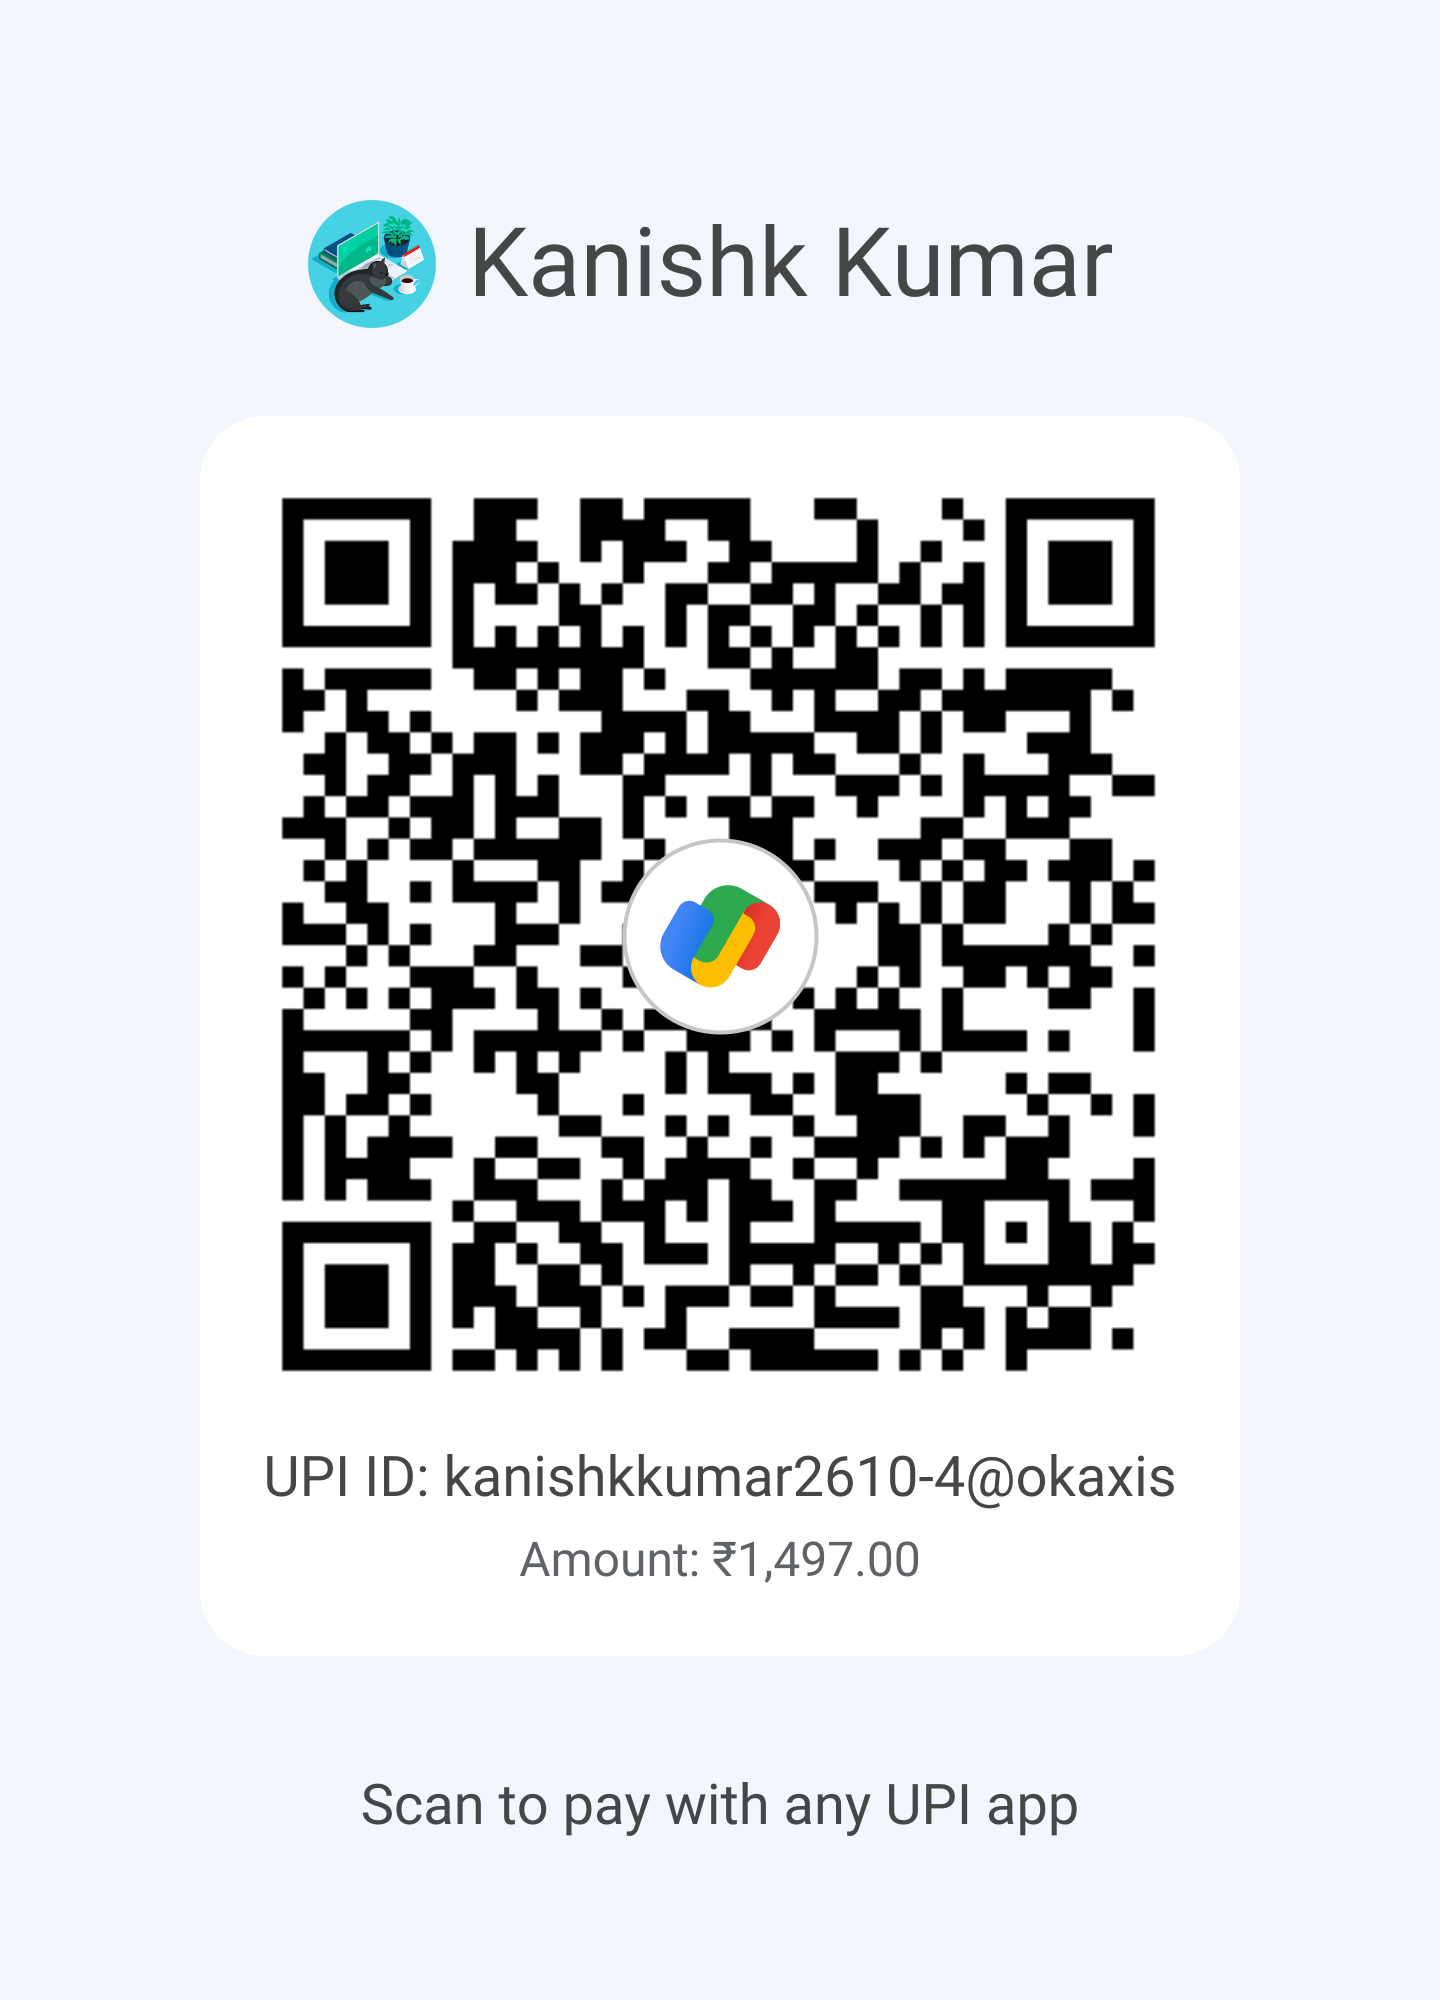 Kanishk Kumar
UPI ID: kanishkkumar2610-4@okaxis
Amount: ₹1,497.00
Scan to pay with any UPI app